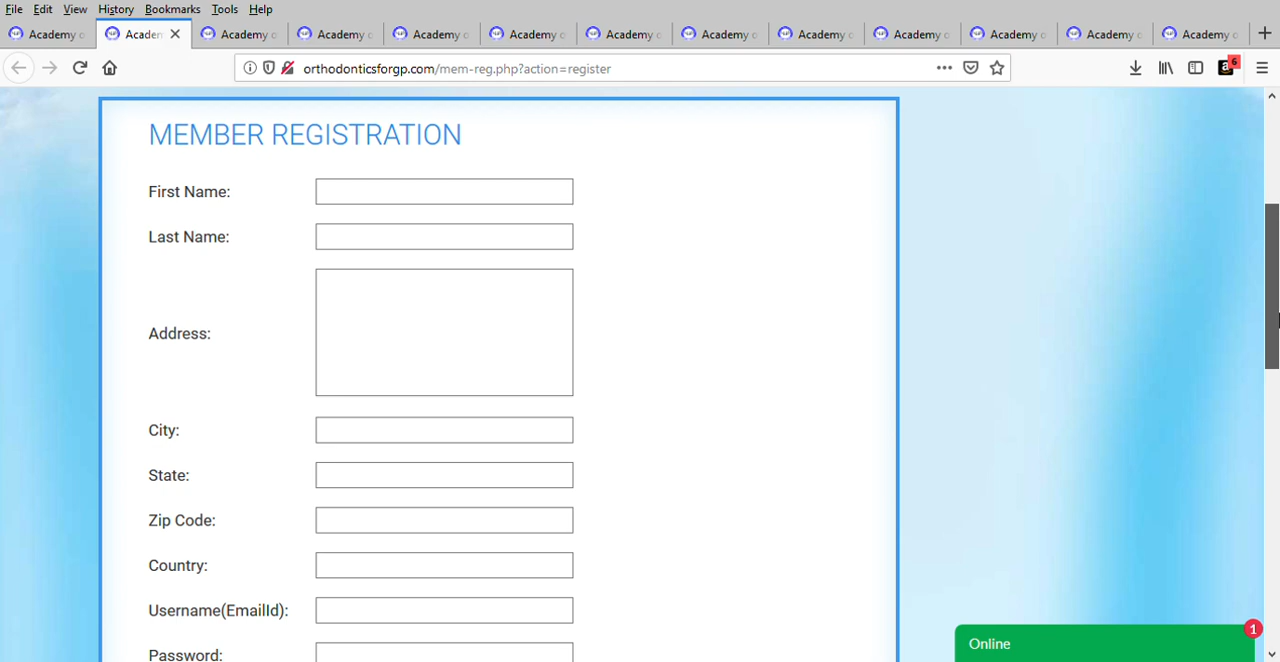 File Edit View History Bookmarks Tools Help
Academy o Academ Academy o Academy o Academy o Academy o Academy o Academy o Academy o Academy o Academy o Academy o Academy o
orthodonticsforgp.com/mem-reg.php?action=register
6
MEMBER REGISTRATION
First Name:
Last Name:
Address:
City:
State:
Zip Code:
Country:
Username(EmailId):
Password:
Online 1